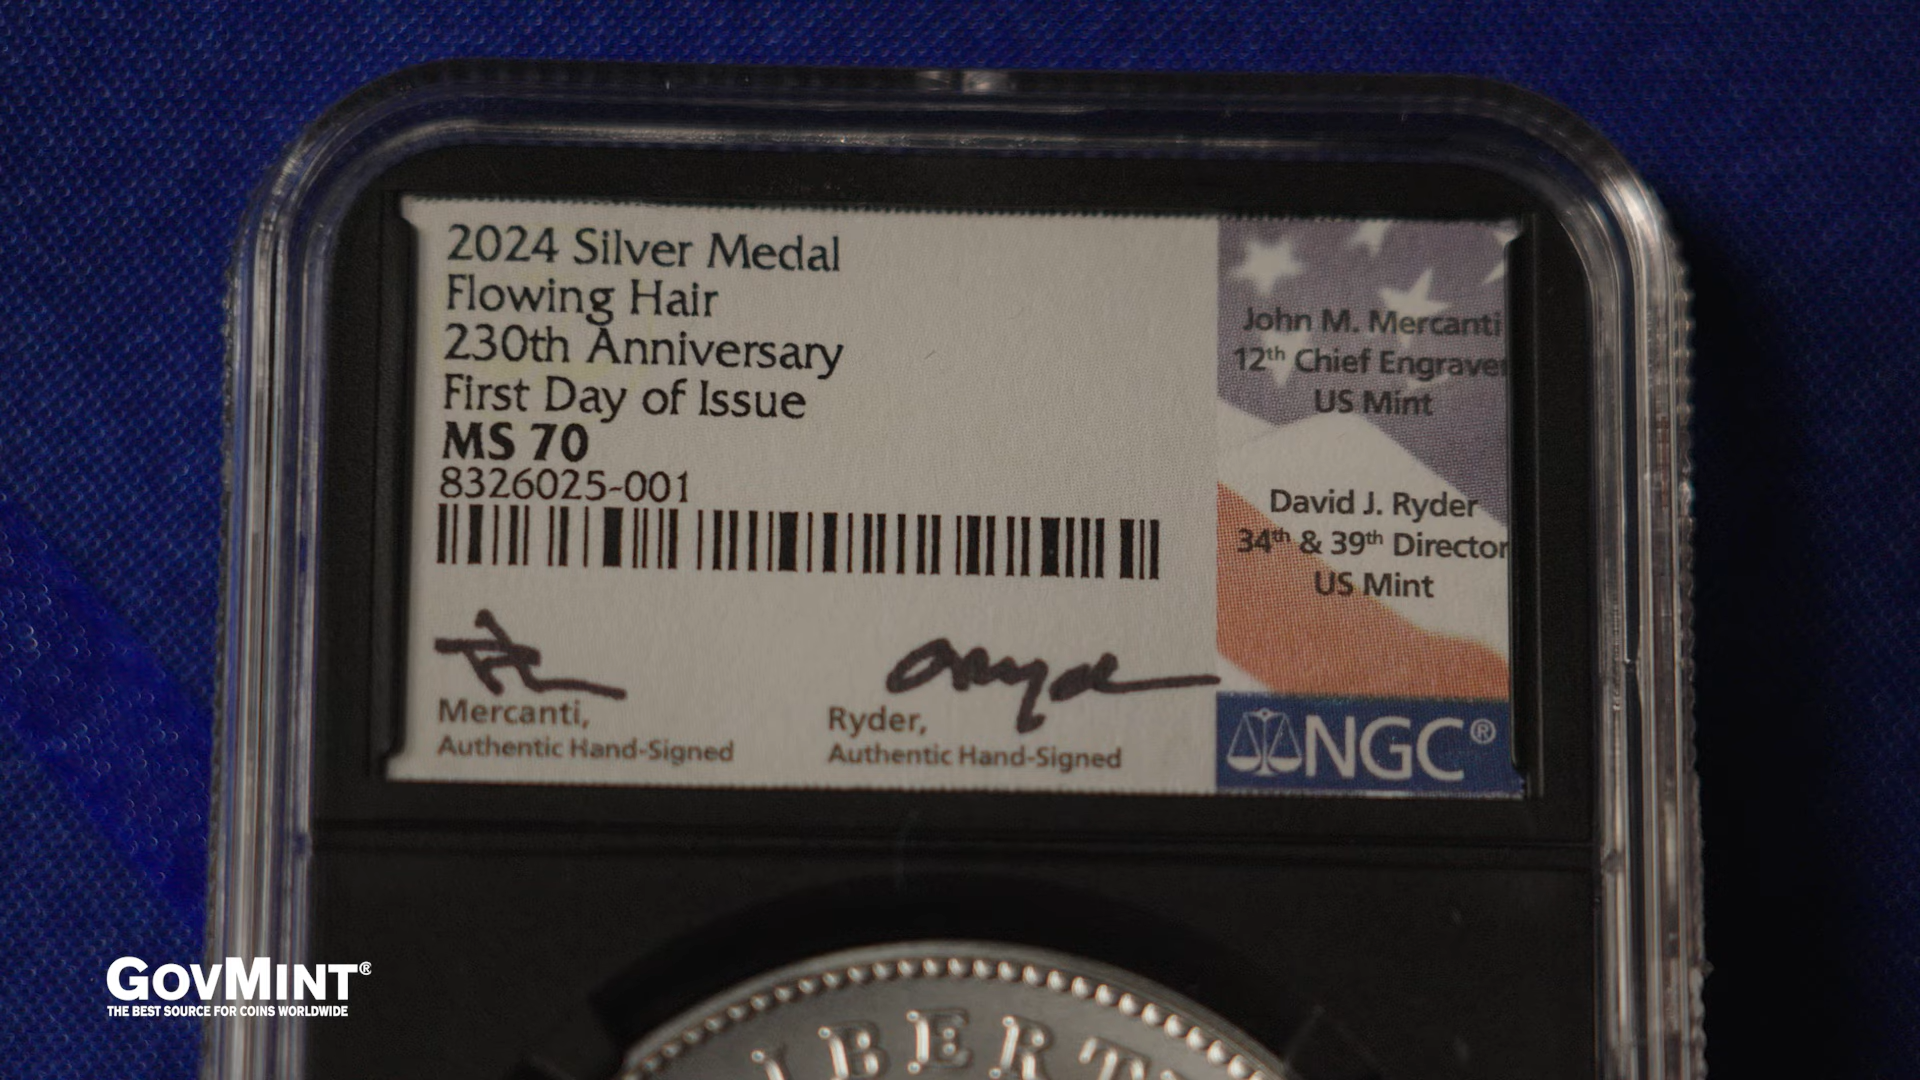 2024 Silver Medal
Flowing Hair
230th Anniversary
First Day of Issue
MS 70
8326025-001
Mercanti,
Authentic Hand-Signed
Ryder,
Authentic Hand-Signed
John M. Mercanti
12th Chief Engraver
US Mint
David J. Ryder
34th & 39th Director
US Mint
NGC®
IBERT
GOVMINT®
THE BEST SOURCE FOR COINS WORLDWIDE